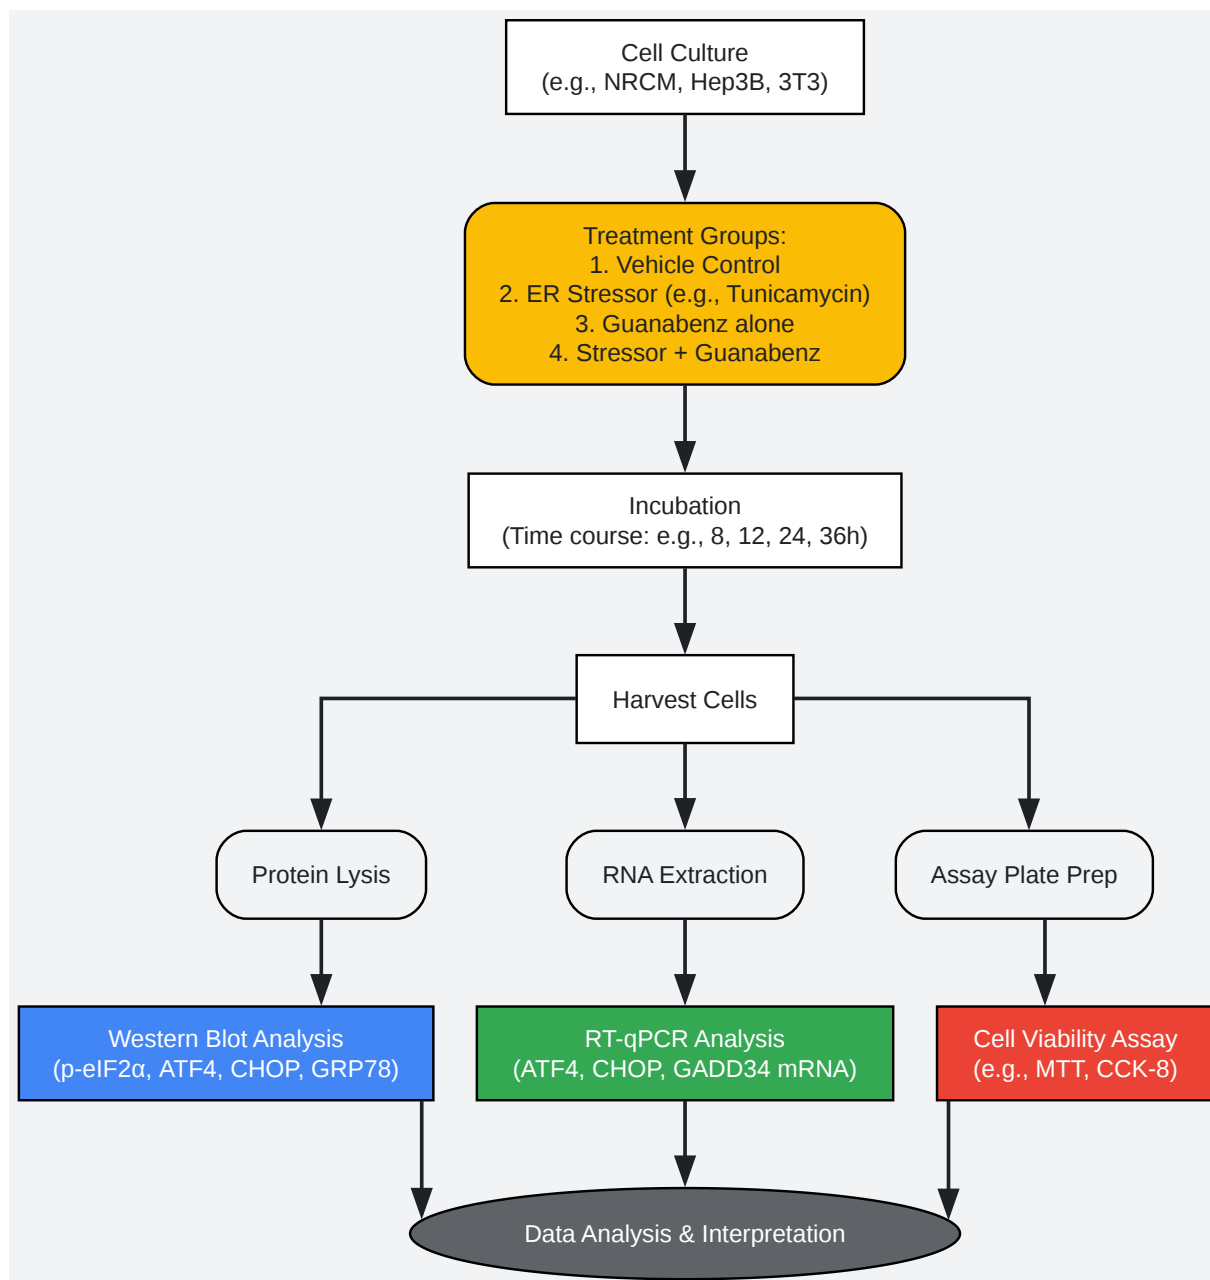 Cell Culture
(e.g., NRCM, Hep3B, 3T3)
Treatment Groups:
1. Vehicle Control
2. ER Stressor (e.g., Tunicamycin)
3. Guanabenz alone
4. Stressor + Guanabenz
Incubation
(Time course: e.g., 8, 12, 24, 36h)
Harvest Cells
Protein Lysis
RNA Extraction
Assay Plate Prep
Western Blot Analysis
(p-eIF2α, ATF4, CHOP, GRP78)
RT-qPCR Analysis
(ATF4, CHOP, GADD34 mRNA)
Cell Viability Assay
(e.g., MTT, CCK-8)
Data Analysis & Interpretation